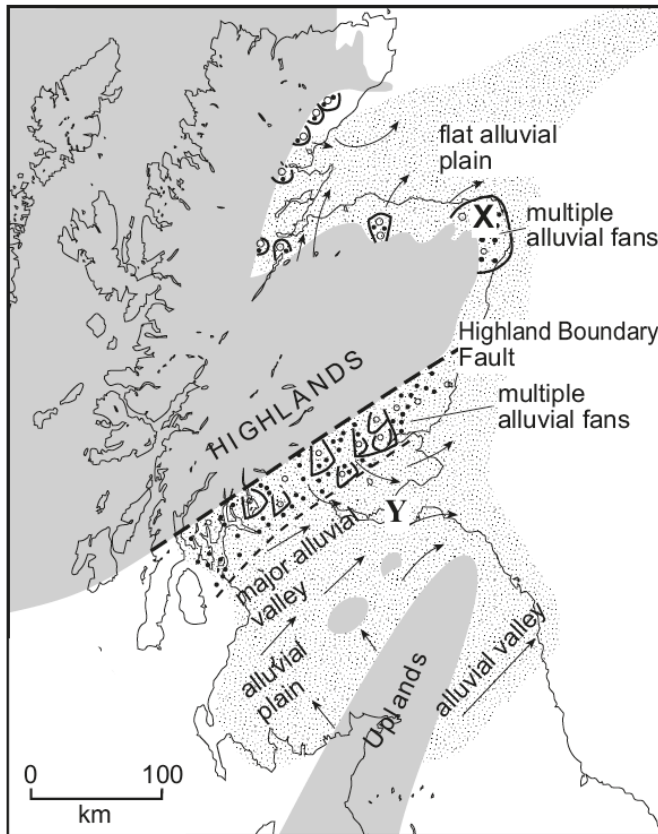 flat alluvial
plain
X
multiple
alluvial fans
Highland Boundary
Fault
HIGHLANDS
multiple
alluvial fans
Y
major alluvial
valley
alluvial
plain
Uplands
alluvial valley
0 100
km